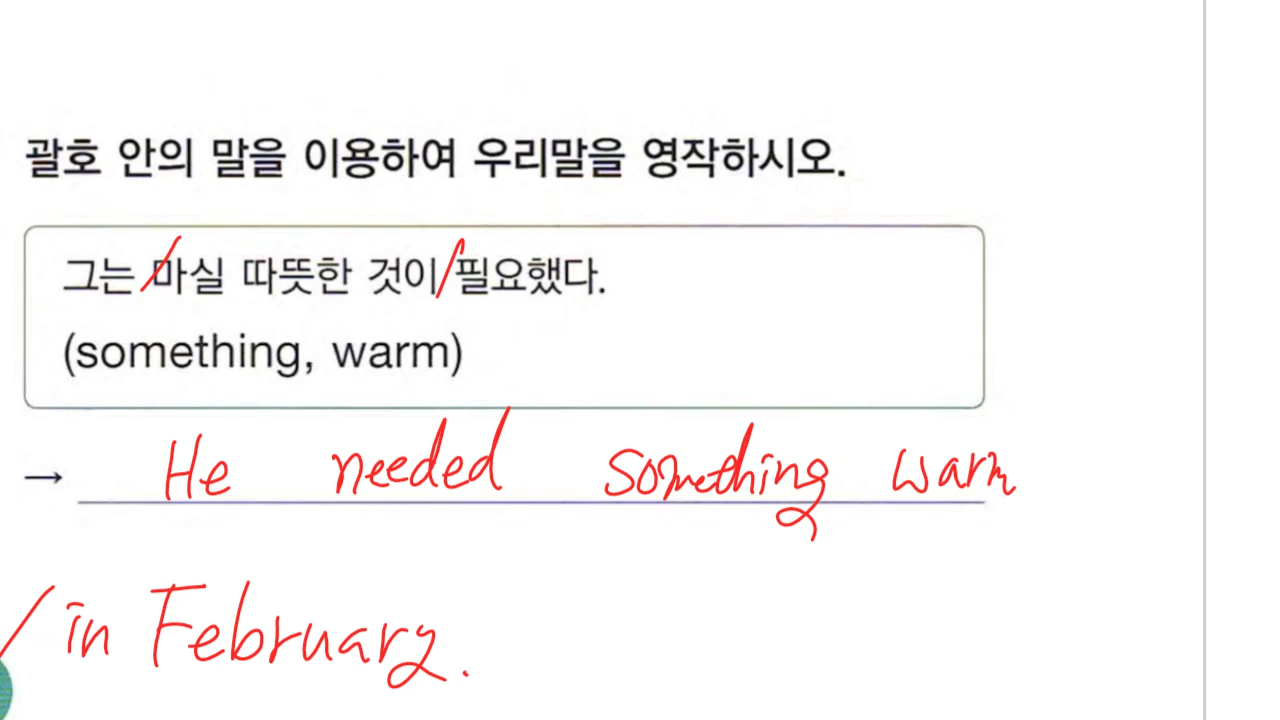 괄호 안의 말을 이용하여 우리말을 영작하시오.
그는 마실 따뜻한 것이 필요했다.
(something, warm)
→ He needed something warm
/ in February.